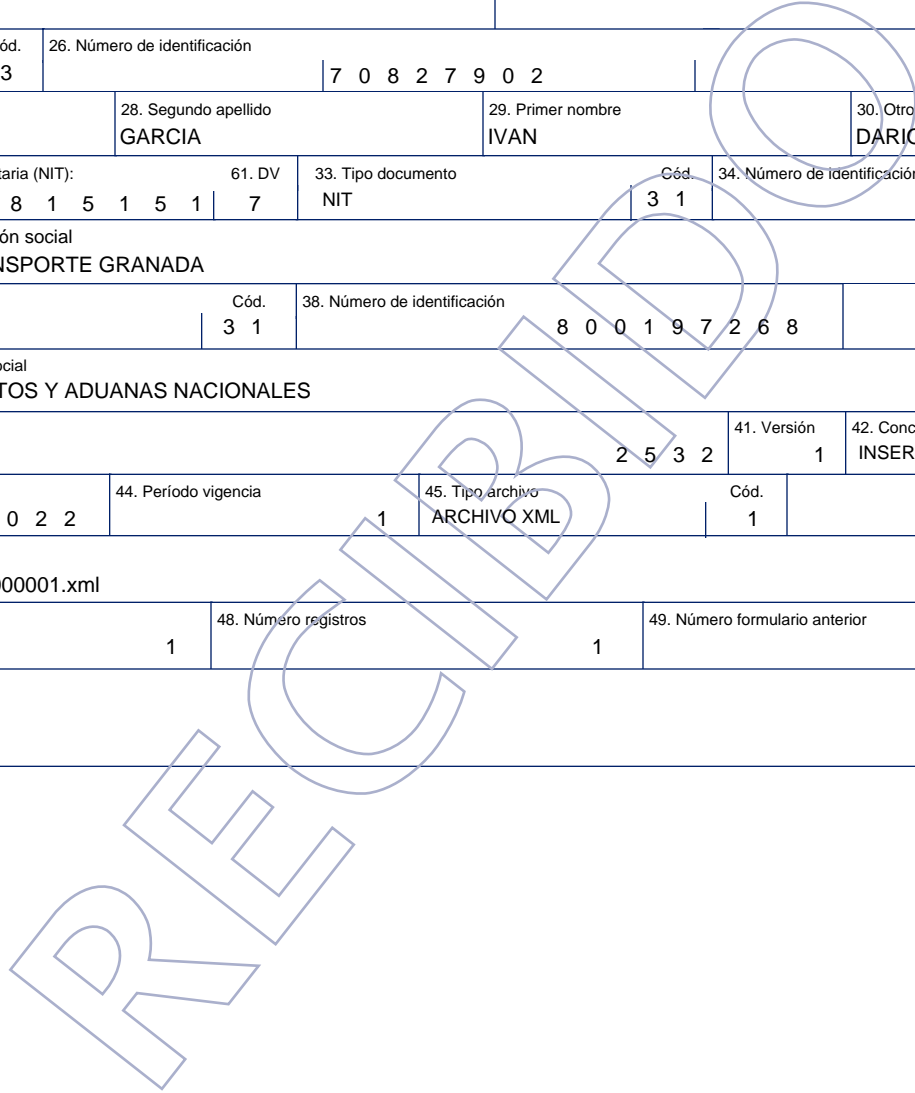 ód. 26. Número de identificación
3 7 0 8 2 7 9 0 2
28. Segundo apellido 29. Primer nombre 30. Otro
GARCIA IVAN DARIO
taria (NIT): 61. DV 33. Tipo documento Cód. 34. Número de identificación
8 1 5 1 5 1 7 NIT 3 1
ón social
NSPORTE GRANADA
Cód. 38. Número de identificación
3 1 8 0 0 1 9 7 2 6 8
ocial
TOS Y ADUANAS NACIONALES
41. Versión 42. Conc
2 5 3 2 1 INSER
44. Período vigencia 45. Tipo archivo Cód.
0 2 2 1 ARCHIVO XML 1
000001.xml
48. Número registros 49. Número formulario anterior
1 1
RECIBIDO